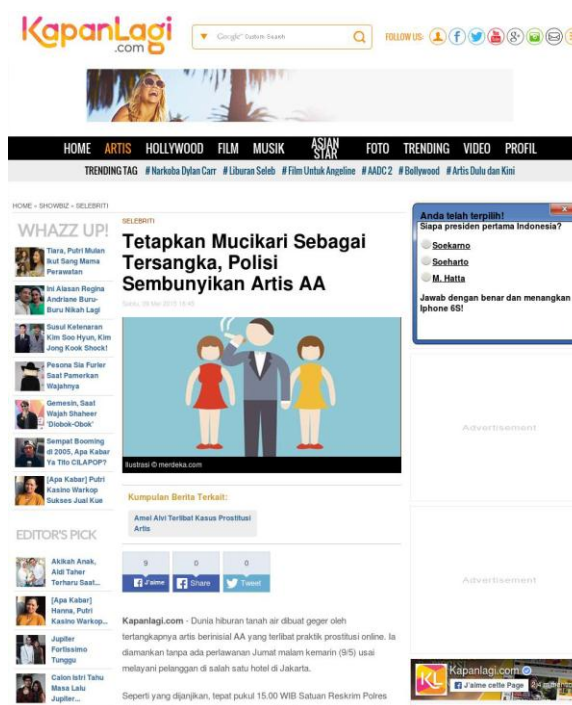 KapanLagi
.com
Google™ Custom Search
FOLLOW US:
HOME ARTIS HOLLYWOOD FILM MUSIK ASIAN STAR FOTO TRENDING VIDEO PROFIL
TRENDING TAG #Narkoba Dylan Carr #Liburan Seleb #Film Untuk Angeline #AADC 2 #Bollywood #Artis Dulu dan Kini
HOME » SHOWBIZ » SELEBRITI
WHAZZ UP!
Tiara, Putri Mulan
Ikut Sang Mama
Perawatan
Ini Alasan Regina
Andriane Buru-
Buru Nikah Lagi
Susul Ketenaran
Kim Soo Hyun, Kim
Jong Kook Shock!
Pesona Sia Furler
Saat Pamerkan
Wajahnya
Gemesin, Saat
Wajah Shaheer
'Diobok-Obok'
Sempat Booming
di 2005, Apa Kabar
Ya Tito CILAPOP?
[Apa Kabar] Putri
Kasino Warkop
Sukses Jual Kue
EDITOR'S PICK
Akikah Anak,
Aldi Taher
Terharu Saat...
[Apa Kabar]
Hanna, Putri
Kasino Warkop...
Jupiter
Fortissimo
Tunggu
Calon Istri Tahu
Masa Lalu
Jupiter...
SELEBRITI
Tetapkan Mucikari Sebagai
Tersangka, Polisi
Sembunyikan Artis AA
Ilustrasi © merdeka.com
Kumpulan Berita Terkait:
Amel Alvi Terlibat Kasus Prostitusi
Artis
9 0 0
J'aime Share Tweet
Kapanlagi.com - Dunia hiburan tanah air dibuat geger oleh
tertangkapnya artis berinisial AA yang terlibat praktik prostitusi online. Ia
diamankan tanpa ada perlawanan Jumat malam kemarin (9/5) usai
melayani pelanggan di salah satu hotel di Jakarta.
Seperti yang dijanjikan, tepat pukul 15.00 WIB Satuan Reskrim Polres
Anda telah terpilih!
Siapa presiden pertama Indonesia?
Soekarno
Soeharto
M. Hatta
Jawab dengan benar dan menangkan
Iphone 6S!
Advertisement
Advertisement
KL
Kapanlagi.com
J'aime cette Page